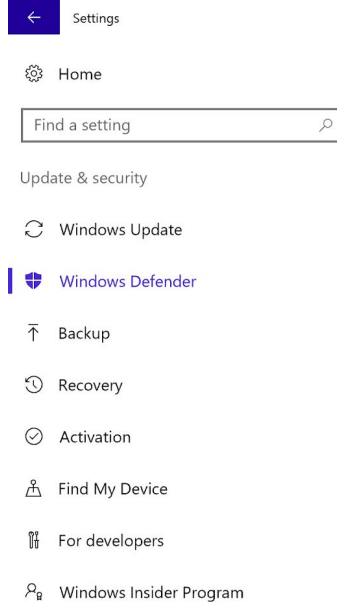 Settings
Home
Find a setting
Update & security
Windows Update
Windows Defender
Backup
Recovery
Activation
Find My Device
For developers
Windows Insider Program